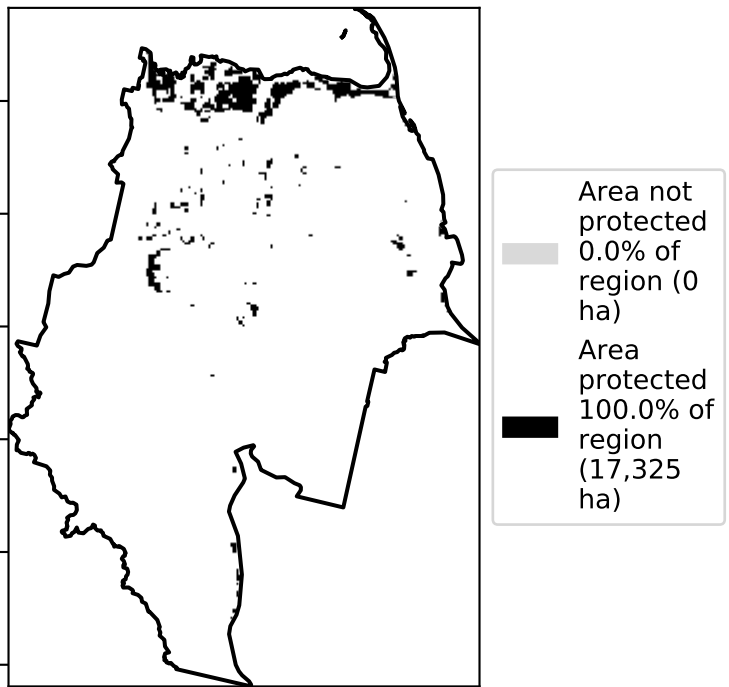 Area not
protected
0.0% of
region (0
ha)
Area
protected
100.0% of
region
(17,325
ha)